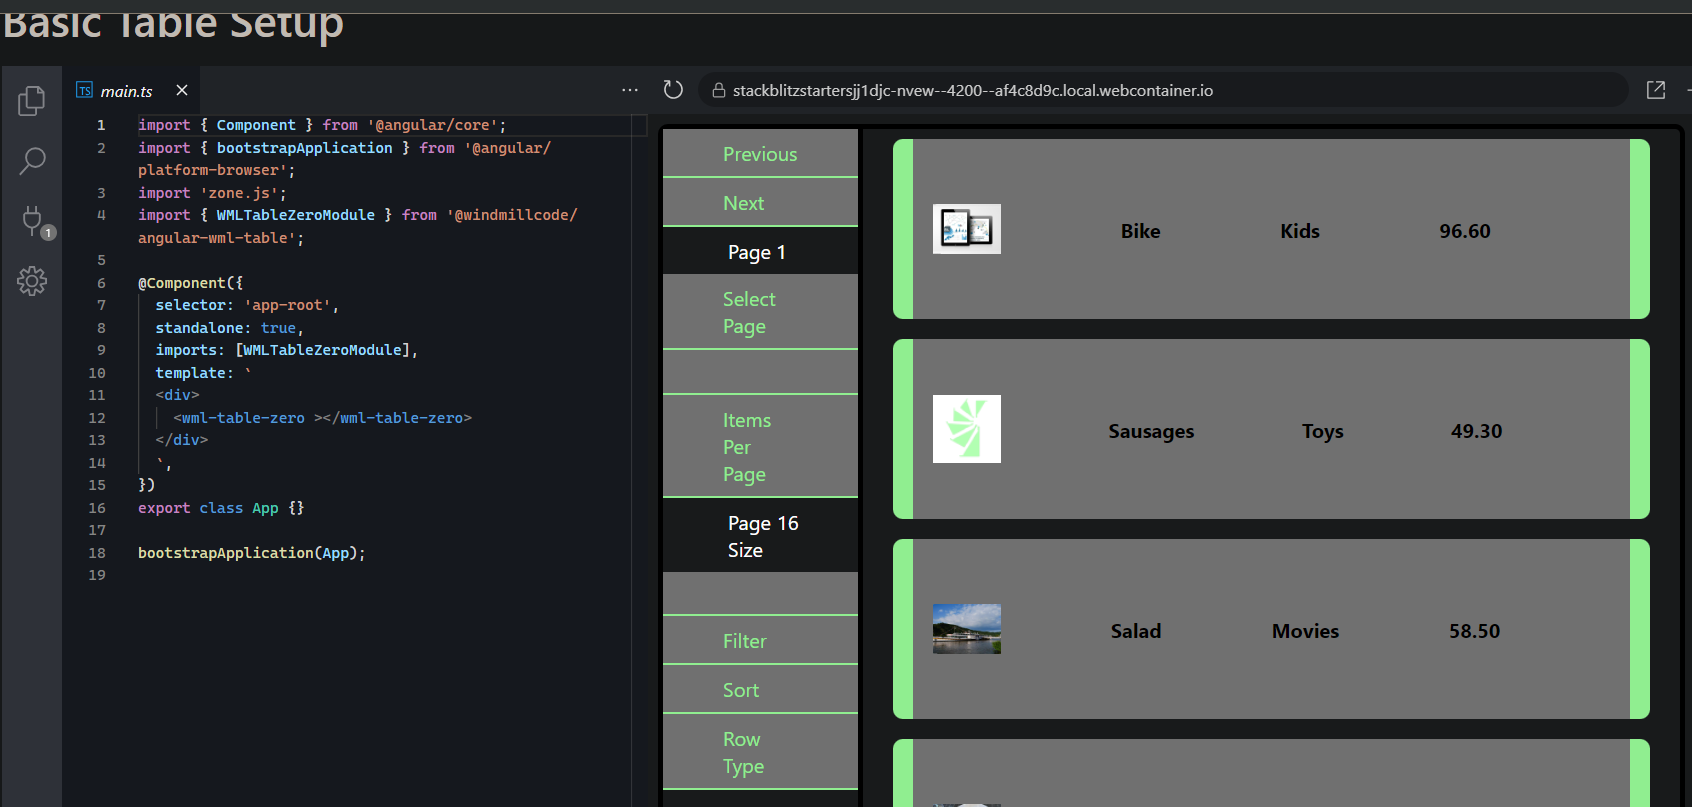 Basic Table Setup
TS main.ts ×
...
stackblitzstartersjj1djc-nvew--4200--af4c8d9c.local.webcontainer.io
1
1 import { Component } from '@angular/core';
2 import { bootstrapApplication } from '@angular/
platform-browser';
3 import 'zone.js';
4 import { WMLTableZeroModule } from '@windmillcode/
angular-wml-table';
5
6 @Component({
7 selector: 'app-root',
8 standalone: true,
9 imports: [WMLTableZeroModule],
10 template: `
11 <div>
12 <wml-table-zero ></wml-table-zero>
13 </div>
14 `,
15 })
16 export class App {}
17
18 bootstrapApplication(App);
19
Previous
Next
Page 1
Select
Page
Items
Per
Page
Page 16
Size
Filter
Sort
Row
Type
Bike Kids 96.60
Sausages Toys 49.30
Salad Movies 58.50